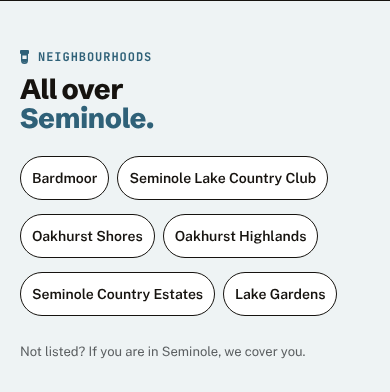 NEIGHBOURHOODS
All over
Seminole.
Bardmoor
Seminole Lake Country Club
Oakhurst Shores
Oakhurst Highlands
Seminole Country Estates
Lake Gardens
Not listed? If you are in Seminole, we cover you.